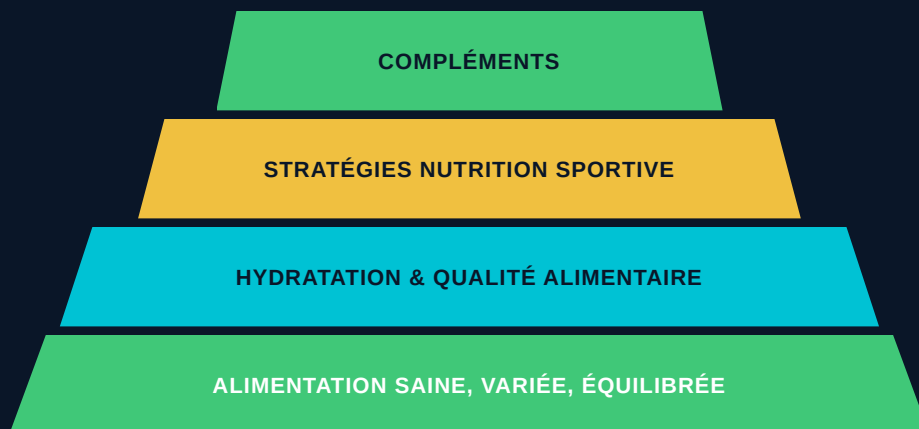 COMPLÉMENTS
STRATÉGIES NUTRITION SPORTIVE
HYDRATATION & QUALITÉ ALIMENTAIRE
ALIMENTATION SAINE, VARIÉE, ÉQUILIBRÉE